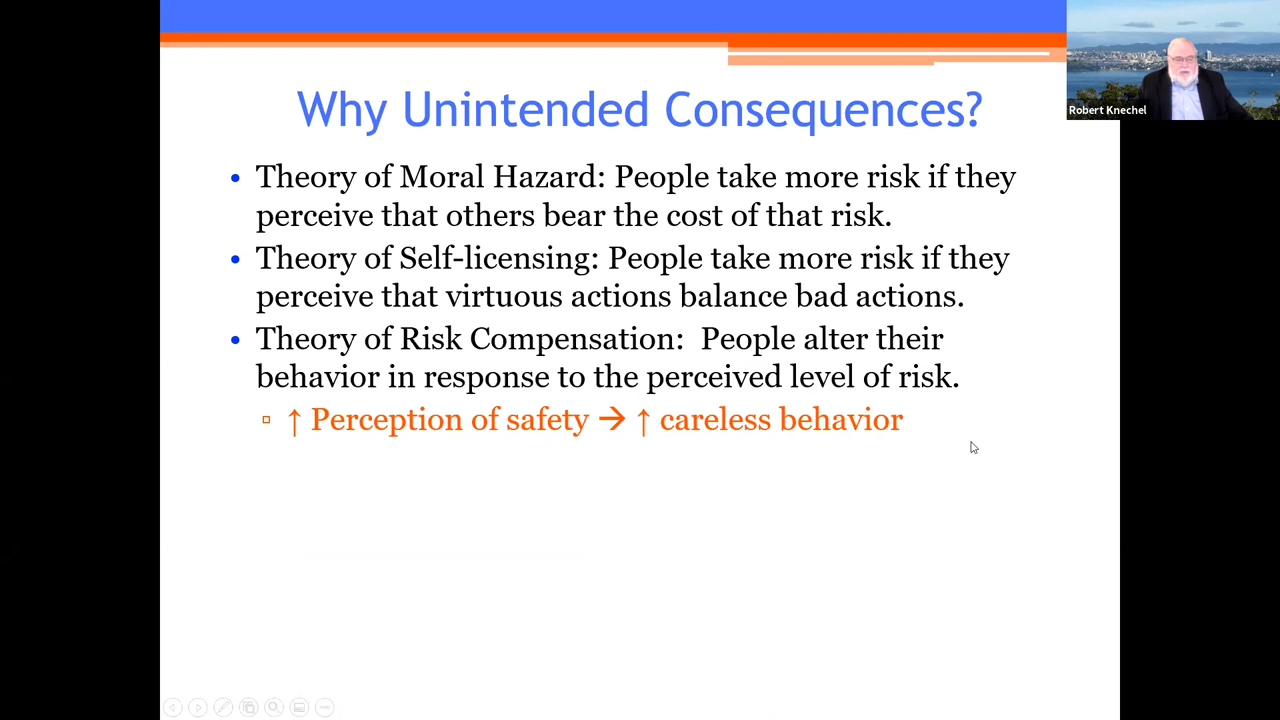 Why Unintended Consequences?
• Theory of Moral Hazard: People take more risk if they
perceive that others bear the cost of that risk.
• Theory of Self-licensing: People take more risk if they
perceive that virtuous actions balance bad actions.
• Theory of Risk Compensation:  People alter their
behavior in response to the perceived level of risk.
▫ ↑ Perception of safety → ↑ careless behavior
Robert Knechel